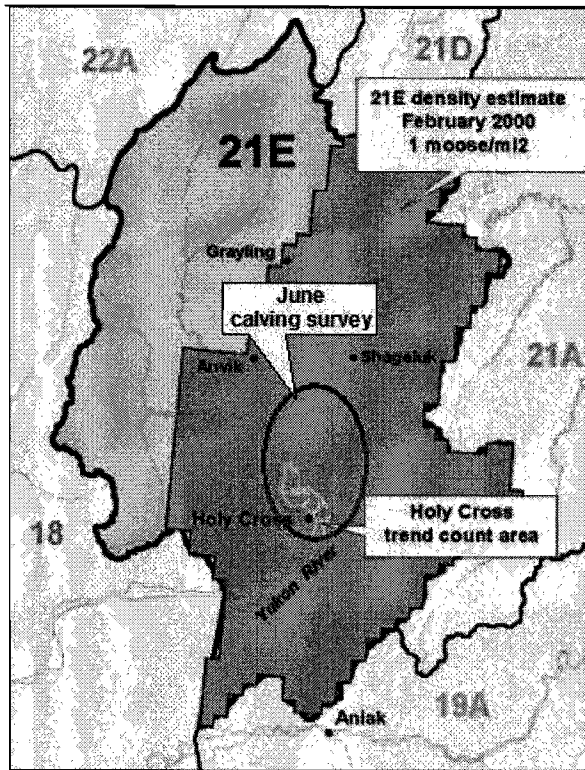 22A
21D
21E density estimate
February 2000
1 moose/mi2
21E
Grayling
June
calving survey
Anvik
Shageluk
21A
18
Holy Cross
Holy Cross
trend count area
Yukon River
Aniak
19A